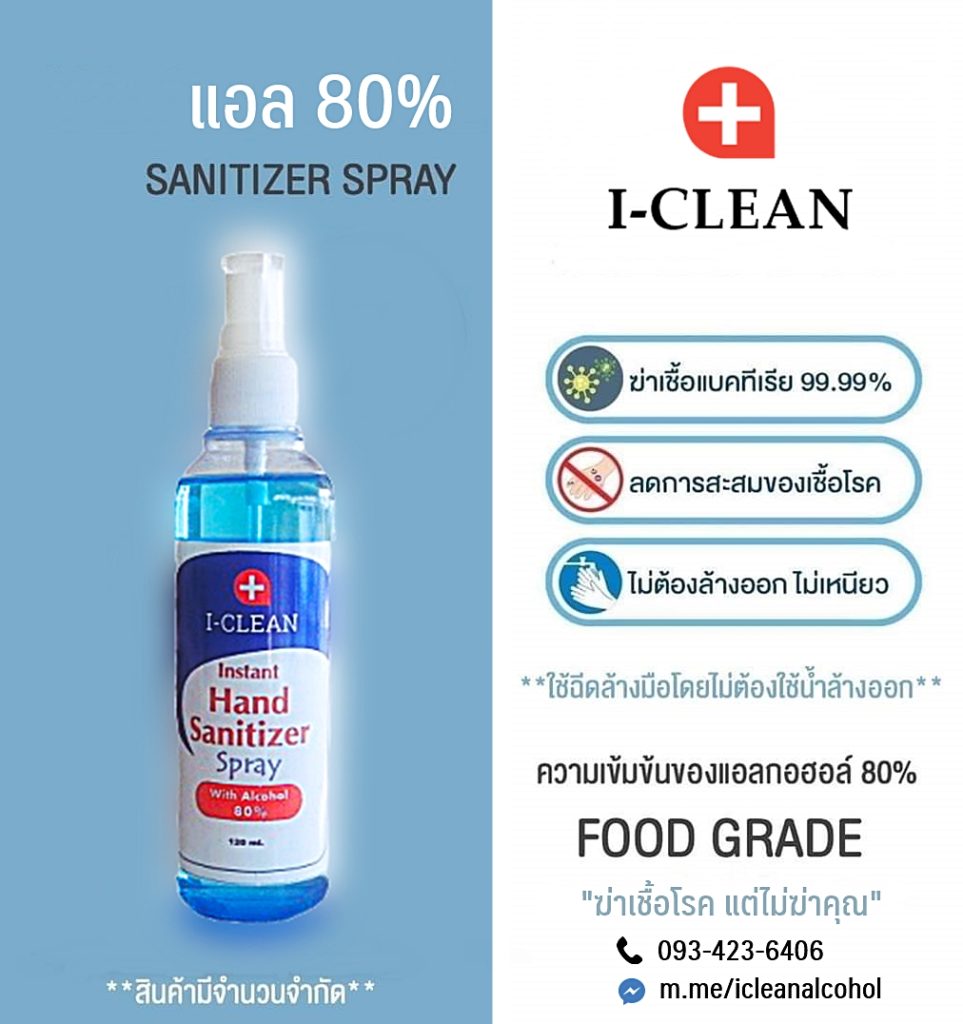 แอล 80%
SANITIZER SPRAY
I-CLEAN
Instant
Hand
Sanitizer
Spray
With Alcohol
80%
120 ml.
**สินค้ามีจำนวนจำกัด**
I-CLEAN
ฆ่าเชื้อแบคทีเรีย 99.99%
ลดการสะสมของเชื้อโรค
ไม่ต้องล้างออก ไม่เหนียว
**ใช้ฉีดล้างมือโดยไม่ต้องใช้น้ำล้างออก**
ความเข้มข้นของแอลกอฮอล์ 80%
FOOD GRADE
"ฆ่าเชื้อโรค แต่ไม่ฆ่าคุณ"
093-423-6406
m.me/icleanalcohol